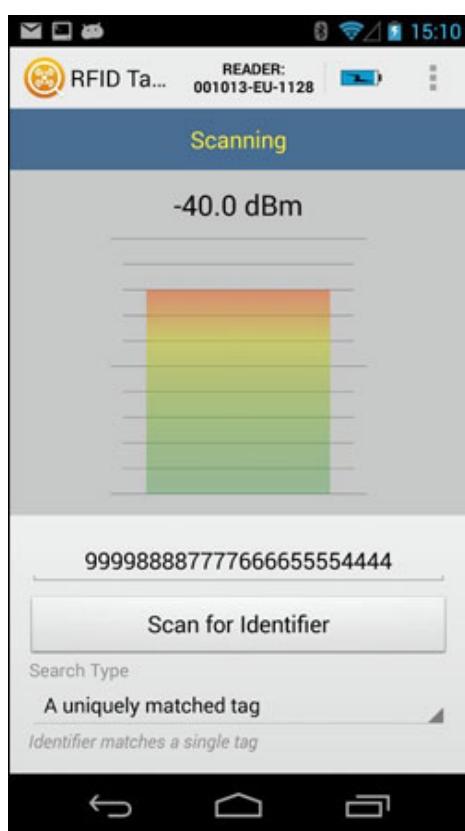 15:10
RFID Ta...
READER:
001013-EU-1128
Scanning
-40.0 dBm
999988887777666655554444
Scan for Identifier
Search Type
A uniquely matched tag
Identifier matches a single tag